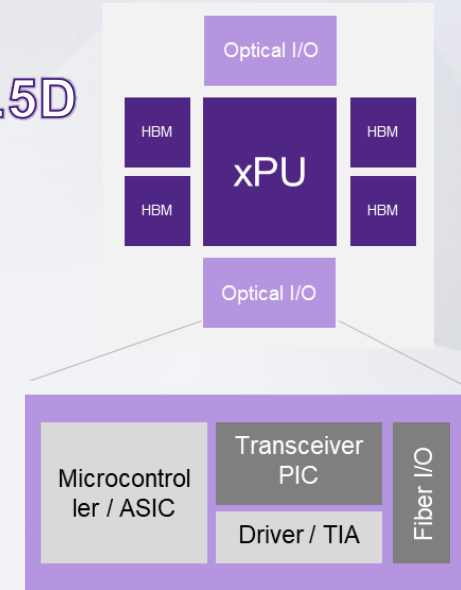 .5D
Optical I/O
HBM
xPU
HBM
HBM
HBM
Optical I/O
Microcontrol
ler / ASIC
Transceiver
PIC
Driver / TIA
Fiber I/O